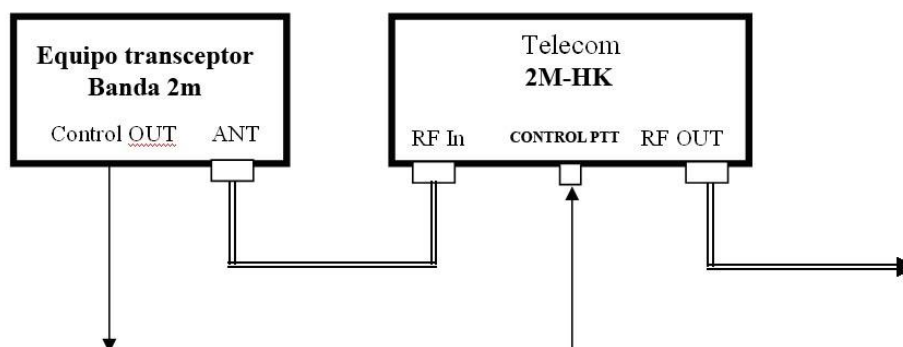 Equipo transceptor
Banda 2m
Control OUT
ANT
Telecom
2M-HK
RF In
CONTROL PTT
RF OUT